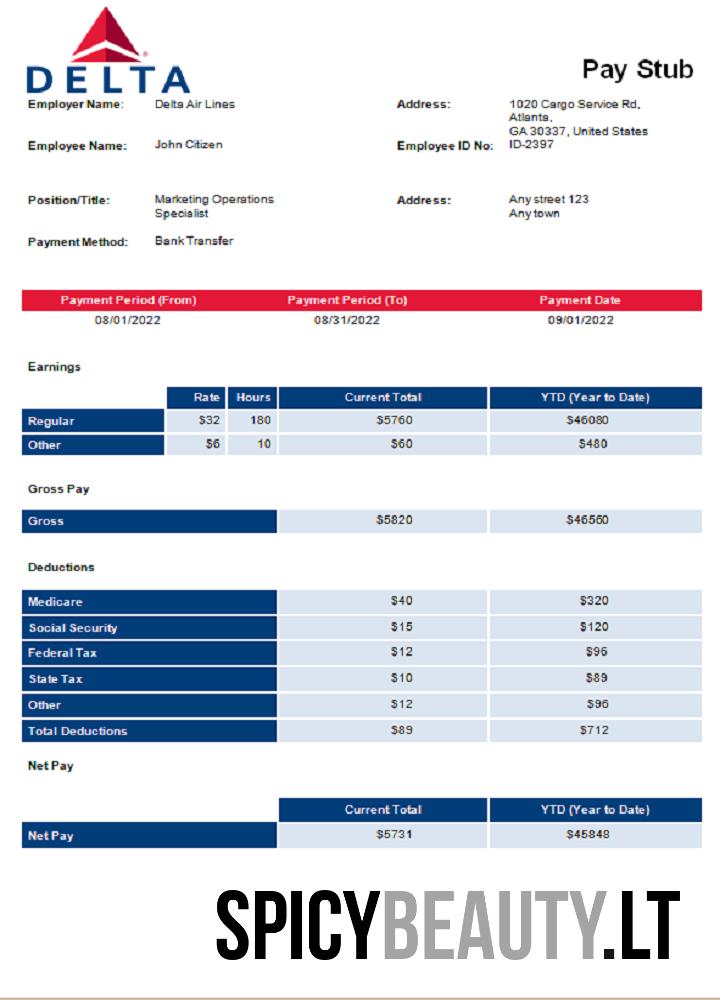 DELTA
Pay Stub
Employer Name: Delta Air Lines Address: 1020 Cargo Service Rd,
Atlanta,
GA 30337, United States
Employee Name: John Citizen Employee ID No: ID-2397
Position/Title: Marketing Operations Address: Any street 123
Specialist Any town
Payment Method: Bank Transfer
Payment Period (From) Payment Period (To) Payment Date
08/01/2022 08/31/2022 09/01/2022
Earnings
Rate Hours Current Total YTD (Year to Date)
Regular $32 180 $5760 $46080
Other $6 10 $60 $480
Gross Pay
Gross $5820 $46560
Deductions
Medicare $40 $320
Social Security $15 $120
Federal Tax $12 $96
State Tax $10 $89
Other $12 $96
Total Deductions $89 $712
Net Pay
Current Total YTD (Year to Date)
Net Pay $5731 $45848
SPICYBEAUTY.LT